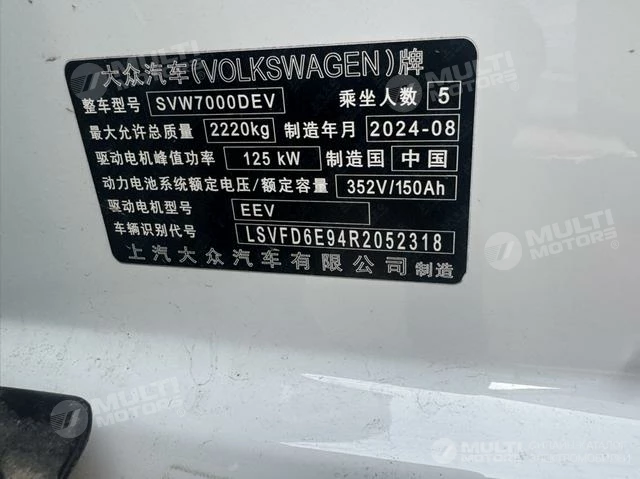 大众汽车(VOLKSWAGEN)牌
整车型号 SVW7000DEV 乘坐人数 5
最大允许总质量 2220kg 制造年月 2024-08
驱动电机峰值功率 125 kW 制造国 中国
动力电池系统额定电压/额定容量 352V/150Ah
驱动电机型号 EEV
车辆识别代号 LSVFD6E94R2052318
上汽大众汽车有限公司 制造
MULTI MOTORS
MULTI MOTORS
MULTI MOTORS
MULTI MOTORS